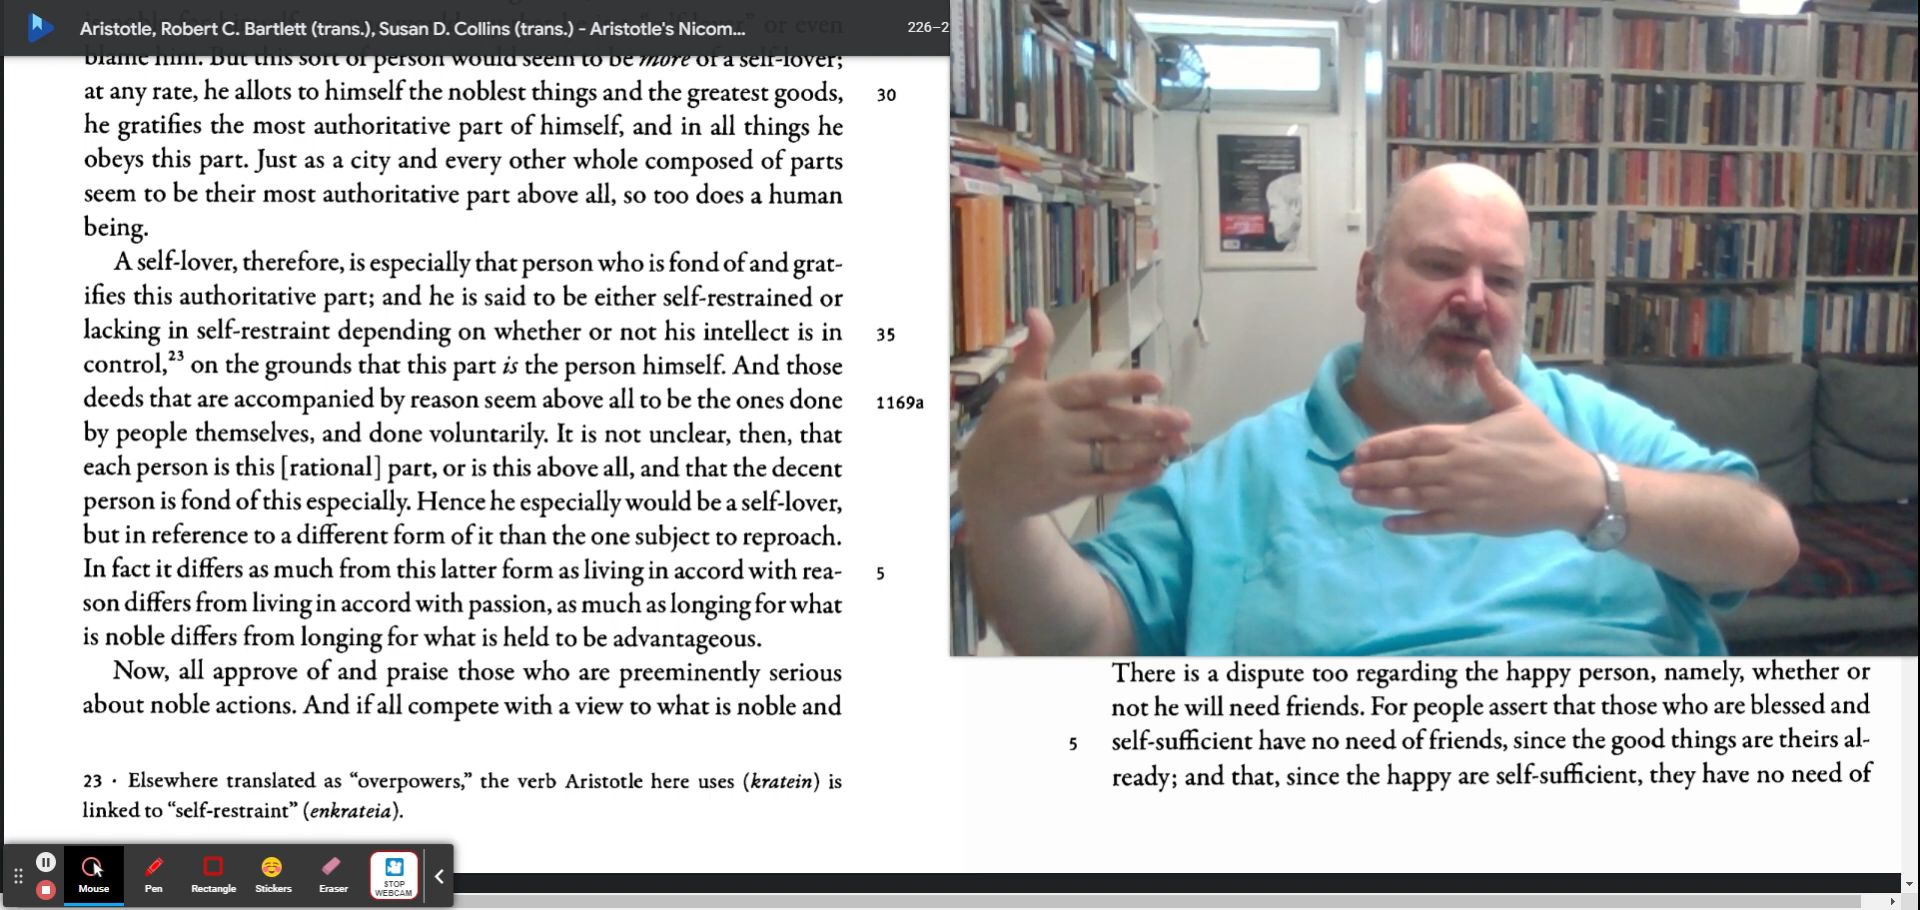 Aristotle, Robert C. Bartlett (trans.), Susan D. Collins (trans.) - Aristotle's Nicom...
226–2
or even
blame him. But this sort of person would seem to be more of a self-lover;
at any rate, he allots to himself the noblest things and the greatest goods,
30
he gratifies the most authoritative part of himself, and in all things he
obeys this part. Just as a city and every other whole composed of parts
seem to be their most authoritative part above all, so too does a human
being.
A self-lover, therefore, is especially that person who is fond of and grat-
ifies this authoritative part; and he is said to be either self-restrained or
lacking in self-restraint depending on whether or not his intellect is in
35
control,23 on the grounds that this part is the person himself. And those
deeds that are accompanied by reason seem above all to be the ones done
1169a
by people themselves, and done voluntarily. It is not unclear, then, that
each person is this [rational] part, or is this above all, and that the decent
person is fond of this especially. Hence he especially would be a self-lover,
but in reference to a different form of it than the one subject to reproach.
In fact it differs as much from this latter form as living in accord with rea-
5
son differs from living in accord with passion, as much as longing for what
is noble differs from longing for what is held to be advantageous.
Now, all approve of and praise those who are preeminently serious
about noble actions. And if all compete with a view to what is noble and
23 · Elsewhere translated as “overpowers,” the verb Aristotle here uses (kratein) is
linked to “self-restraint” (enkrateia).
There is a dispute too regarding the happy person, namely, whether or
not he will need friends. For people assert that those who are blessed and
5
self-sufficient have no need of friends, since the good things are theirs al-
ready; and that, since the happy are self-sufficient, they have no need of
Mouse
Pen
Rectangle
Stickers
Eraser
STOP
WEBCAM